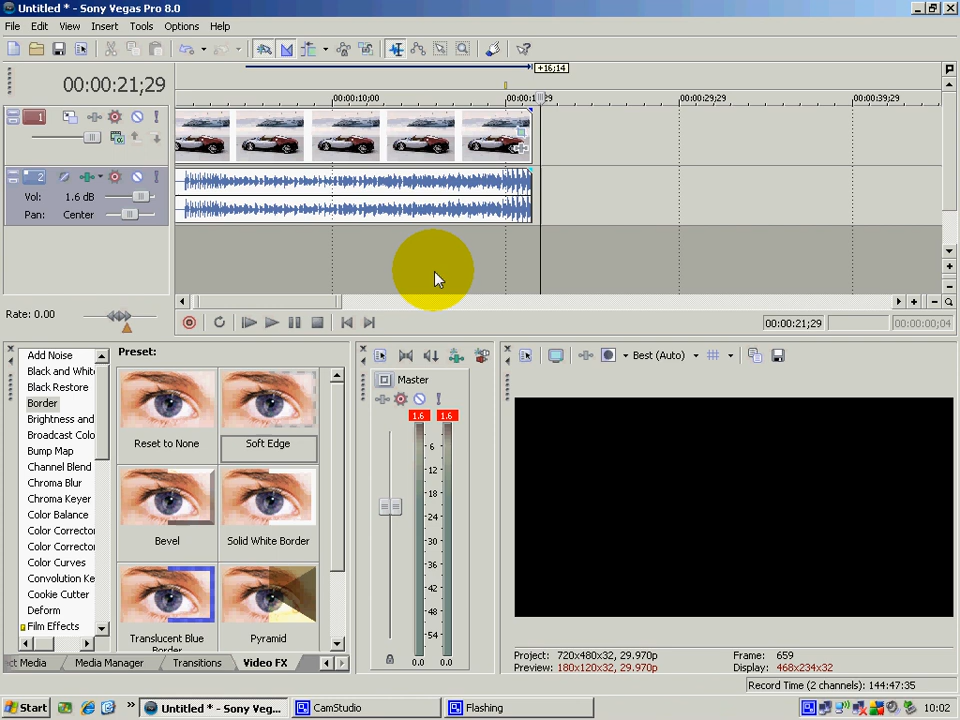 Untitled * - Sony Vegas Pro 8.0
File Edit View Insert Tools Options Help
00:00:21;29
+16;14
00:00:10;00 00:00:1 29 00:00:29;29 00:00:39;29
1
2
Vol: 1.6 dB
Pan: Center
Rate: 0.00
00:00:21;29 00:00:00;04
Add Noise
Black and White
Black Restore
Border
Brightness and
Broadcast Colo
Bump Map
Channel Blend
Chroma Blur
Chroma Keyer
Color Balance
Color Corrector
Color Corrector
Color Curves
Convolution Ke
Cookie Cutter
Deform
Film Effects
Preset:
Reset to None Soft Edge
Bevel Solid White Border
Translucent Blue Border Pyramid
ct Media Media Manager Transitions Video FX
Master
1.6 1.6
6
12
18
24
30
36
42
48
54
0.0 0.0
Best (Auto)
Project: 720x480x32, 29.970p Frame: 659
Preview: 180x120x32, 29.970p Display: 468x234x32
Record Time (2 channels): 144:47:35
Start Untitled * - Sony Veg... CamStudio Flashing 10:02